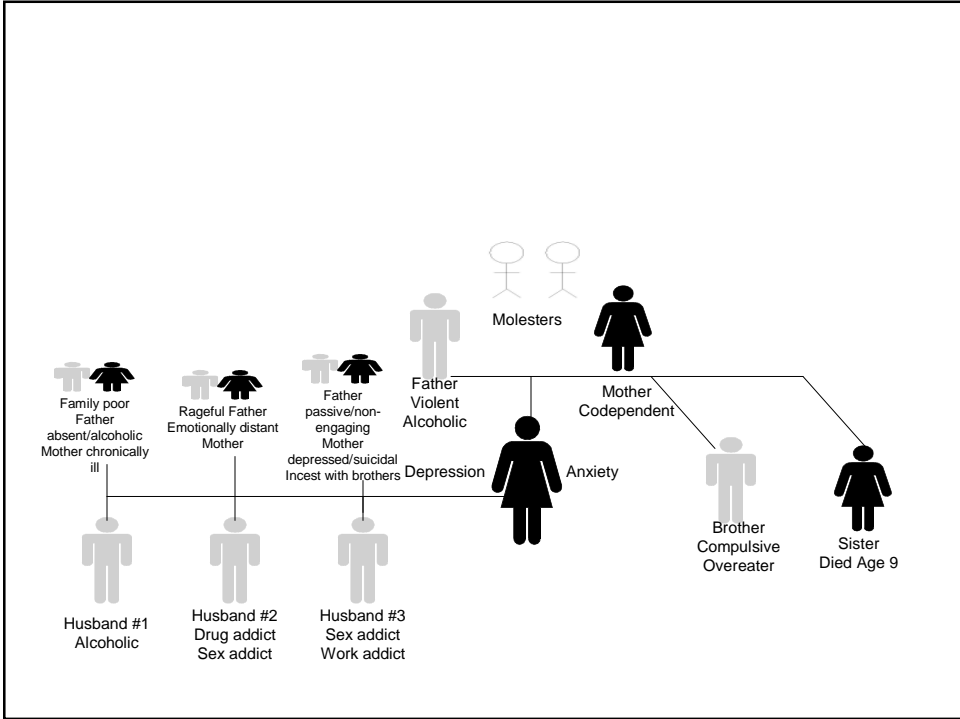 Molesters
Father
Violent
Alcoholic
Mother
Codependent
Family poor
Father
absent/alcoholic
Mother chronically
ill
Rageful Father
Emotionally distant
Mother
Father
passive/non-
engaging
Mother
depressed/suicidal
Incest with brothers
Depression
Anxiety
Brother
Compulsive
Overeater
Sister
Died Age 9
Husband #1
Alcoholic
Husband #2
Drug addict
Sex addict
Husband #3
Sex addict
Work addict